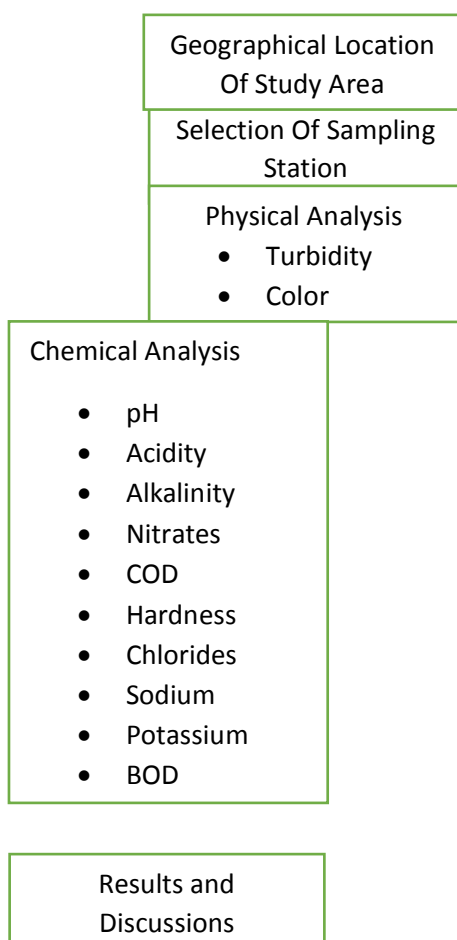 Geographical Location
Of Study Area
Selection Of Sampling
Station
Physical Analysis
• Turbidity
• Color
Chemical Analysis
• pH
• Acidity
• Alkalinity
• Nitrates
• COD
• Hardness
• Chlorides
• Sodium
• Potassium
• BOD
Results and
Discussions